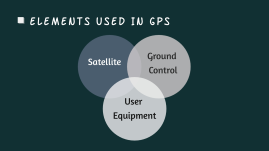 ELEMENTS USED IN GPS
Satellite
Ground
Control
User
Equipment